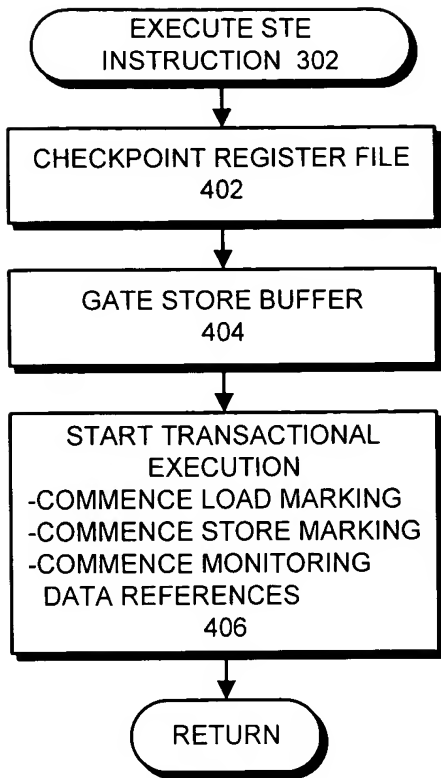 EXECUTE STE
INSTRUCTION 302
CHECKPOINT REGISTER FILE
402
GATE STORE BUFFER
404
START TRANSACTIONAL
EXECUTION
-COMMENCE LOAD MARKING
-COMMENCE STORE MARKING
-COMMENCE MONITORING
DATA REFERENCES
406
RETURN